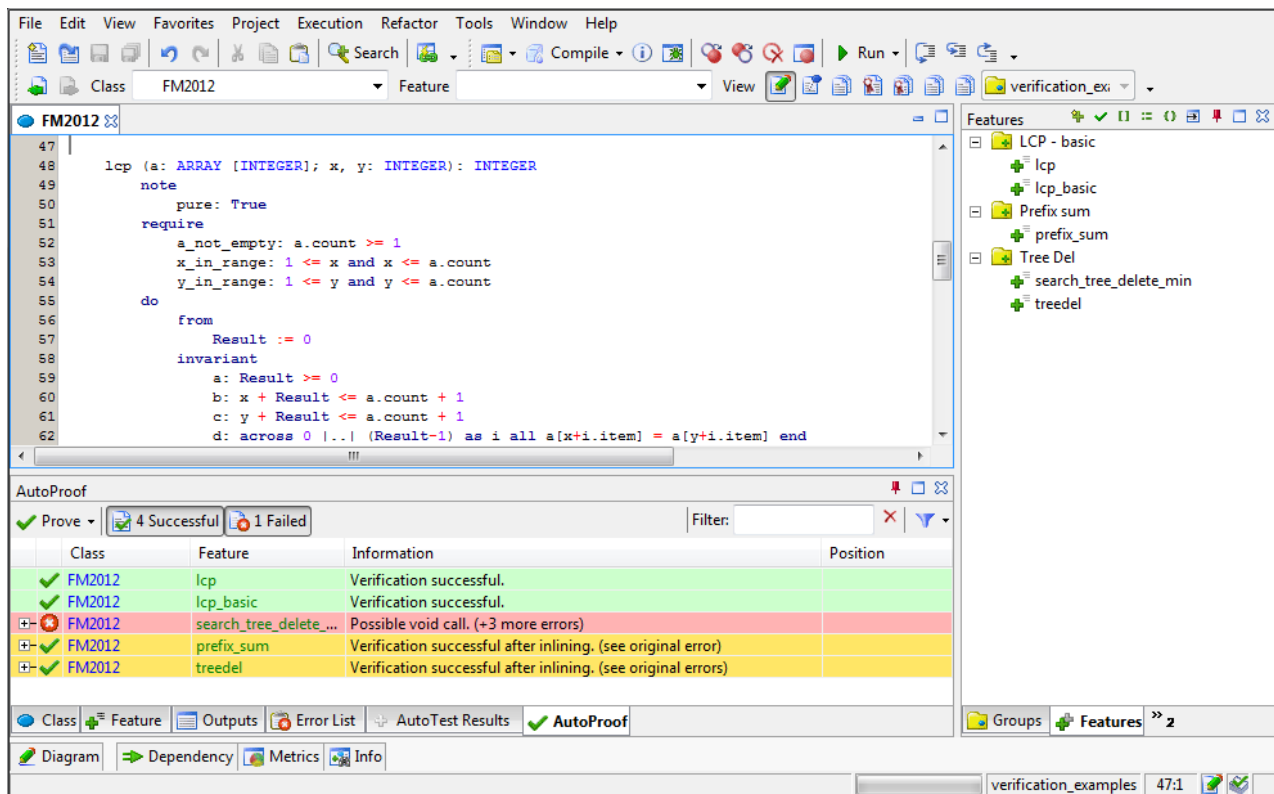 File Edit View Favorites Project Execution Refactor Tools Window Help
Search Compile Run
Class FM2012 Feature View verification_exa
FM2012
Features
47
48 lcp (a: ARRAY [INTEGER]; x, y: INTEGER): INTEGER
49 note
50 pure: True
51 require
52 a_not_empty: a.count >= 1
53 x_in_range: 1 <= x and x <= a.count
54 y_in_range: 1 <= y and y <= a.count
55 do
56 from
57 Result := 0
58 invariant
59 a: Result >= 0
60 b: x + Result <= a.count + 1
61 c: y + Result <= a.count + 1
62 d: across 0 |..| (Result-1) as i all a[x+i.item] = a[y+i.item] end
LCP - basic
lcp
lcp_basic
Prefix sum
prefix_sum
Tree Del
search_tree_delete_min
treedel
AutoProof
Prove 4 Successful 1 Failed Filter:
Class Feature Information Position
FM2012 lcp Verification successful.
FM2012 lcp_basic Verification successful.
FM2012 search_tree_delete_... Possible void call. (+3 more errors)
FM2012 prefix_sum Verification successful after inlining. (see original error)
FM2012 treedel Verification successful after inlining. (see original errors)
Class Feature Outputs Error List AutoTest Results AutoProof
Groups Features »2
Diagram Dependency Metrics Info
verification_examples 47:1